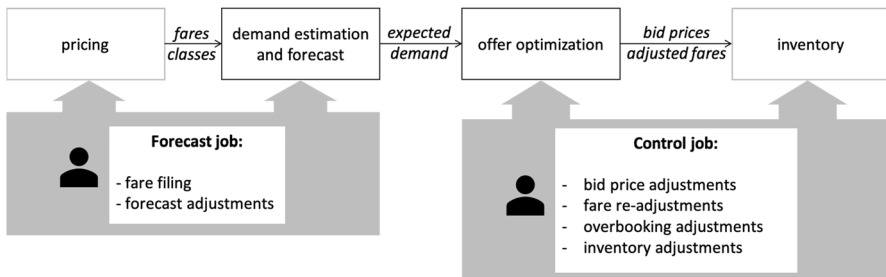 pricing
fares
classes
demand estimation
and forecast
expected
demand
offer optimization
bid prices
adjusted fares
inventory
Forecast job:
- fare filing
- forecast adjustments
Control job:
- bid price adjustments
- fare re-adjustments
- overbooking adjustments
- inventory adjustments